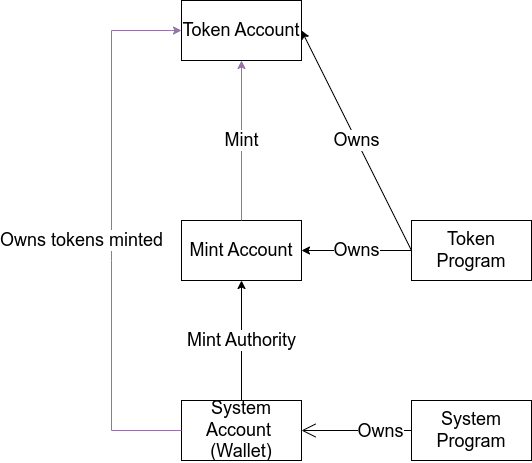 Token Account
Mint
Owns
Owns tokens minted
Mint Account
Owns
Token
Program
Mint Authority
System
Account
(Wallet)
Owns
System
Program